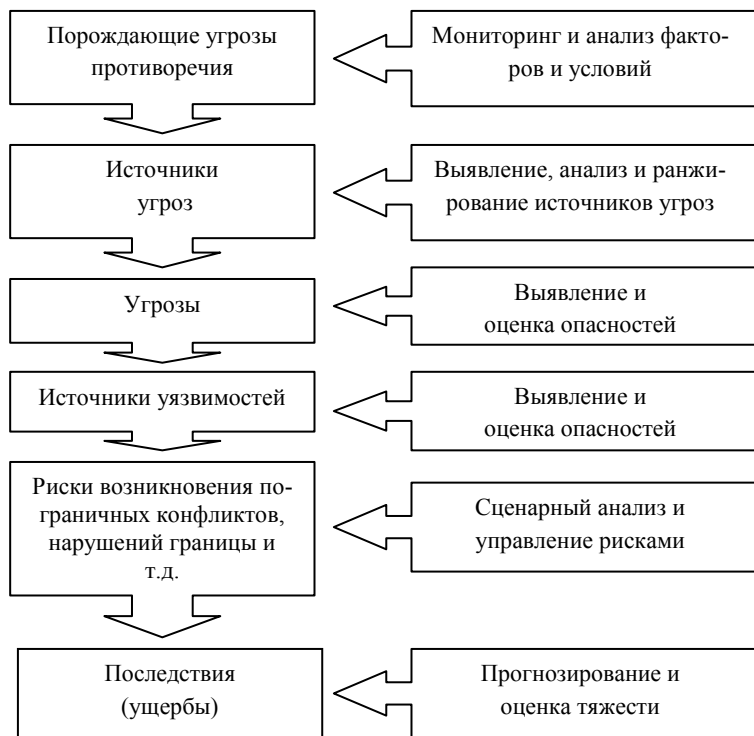 Порождающие угрозы
противоречия
Мониторинг и анализ факто-
ров и условий
Источники
угроз
Выявление, анализ и ранжи-
рование источников угроз
Угрозы
Выявление и
оценка опасностей
Источники уязвимостей
Выявление и
оценка опасностей
Риски возникновения по-
граничных конфликтов,
нарушений границы и
т.д.
Сценарный анализ и
управление рисками
Последствия
(ущербы)
Прогнозирование и
оценка тяжести